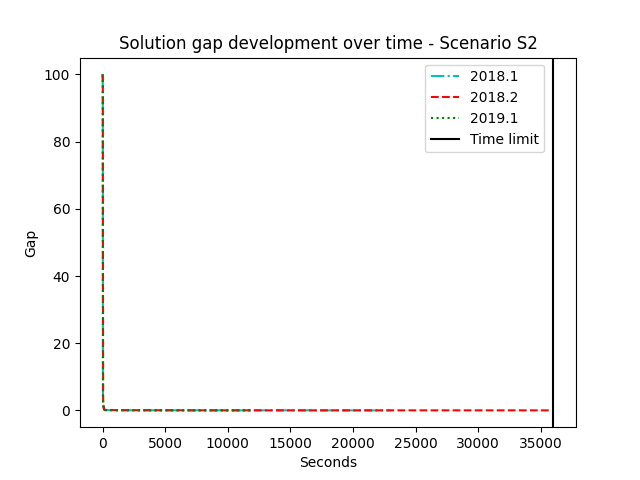 Solution gap development over time - Scenario S2
100
80
60
40
20
0
Gap
2018.1
2018.2
2019.1
Time limit
0 5000 10000 15000 20000 25000 30000 35000
Seconds